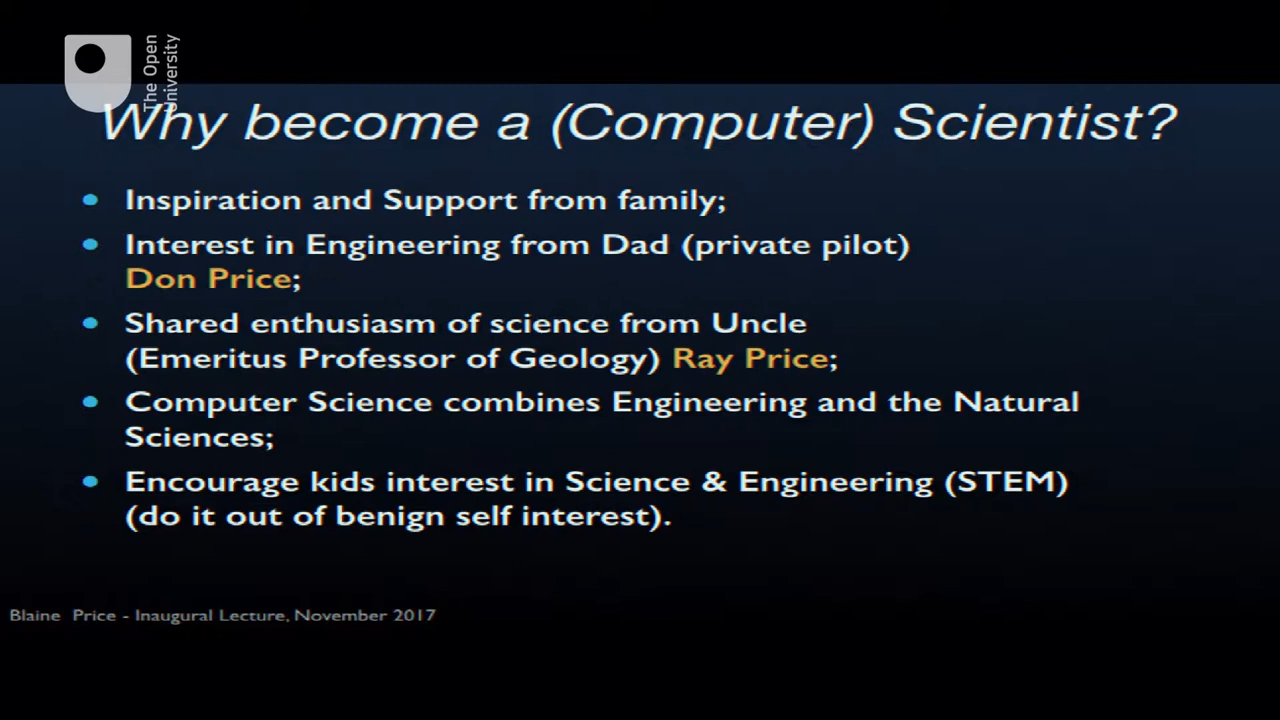 The Open
University
Why become a (Computer) Scientist?
Inspiration and Support from family;
Interest in Engineering from Dad (private pilot)
Don Price;
Shared enthusiasm of science from Uncle
(Emeritus Professor of Geology) Ray Price;
Computer Science combines Engineering and the Natural
Sciences;
Encourage kids interest in Science & Engineering (STEM)
(do it out of benign self interest).
Blaine Price - Inaugural Lecture, November 2017